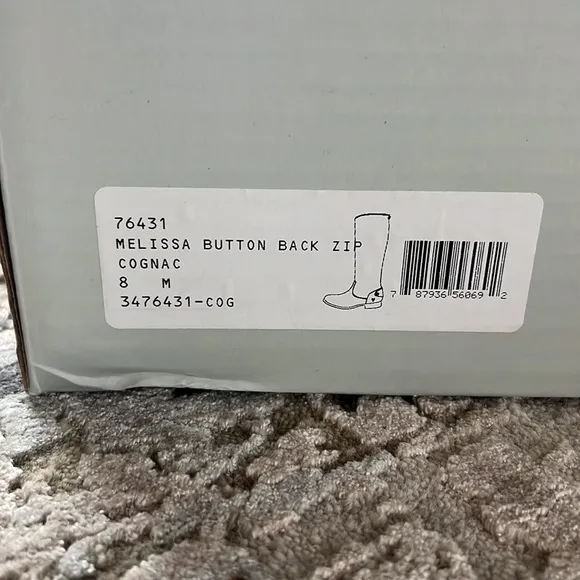 76431
MELISSA BUTTON BACK ZIP
COGNAC
8 M
3476431-COG
7 87936 56069 2